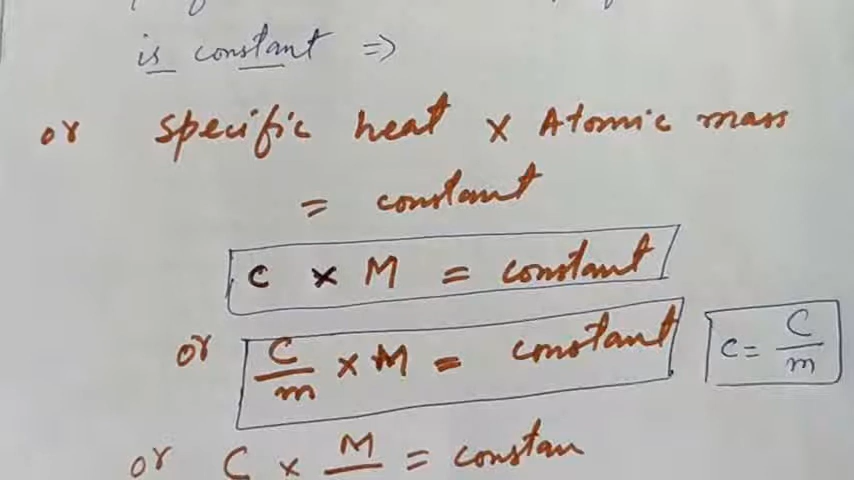 is constant ⇒
or specific heat × Atomic mass
= constant
c × M = constant
or C/m × M = constant
c = C/m
or C × M/ = constan